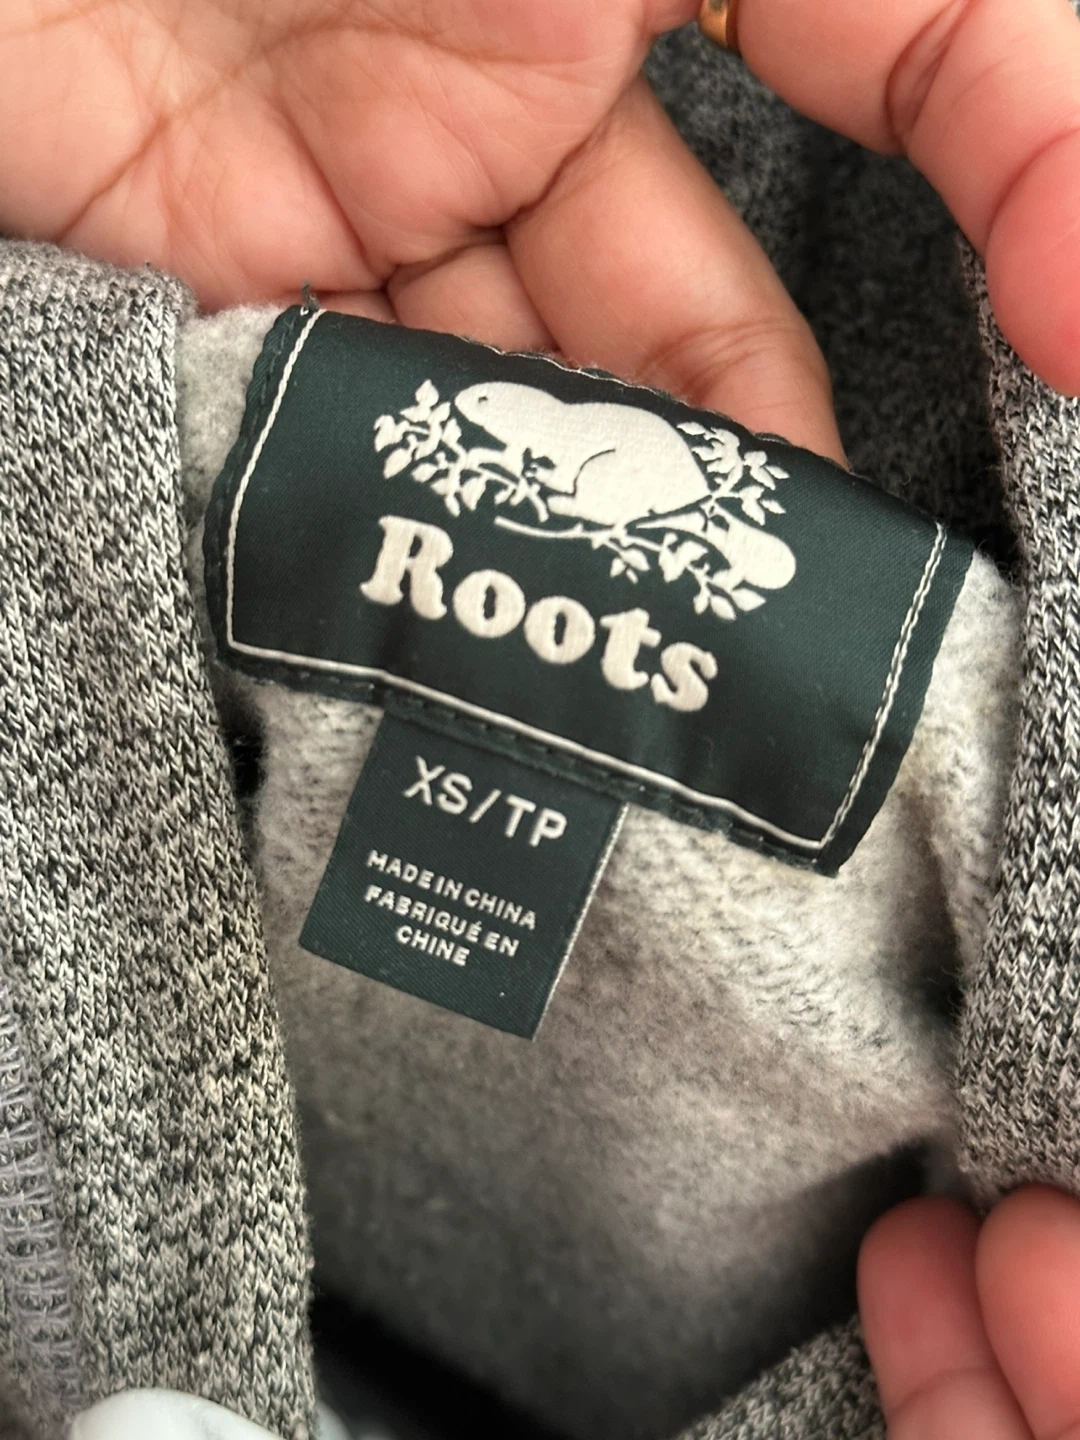 Roots
XS/TP
MADE IN CHINA
FABRIQUÉ EN
CHINE